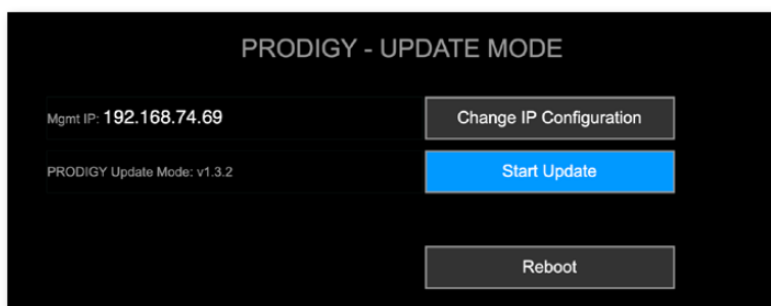 PRODIGY - UPDATE MODE
Mgmt IP: 192.168.74.69
Change IP Configuration
PRODIGY Update Mode: v1.3.2
Start Update
Reboot